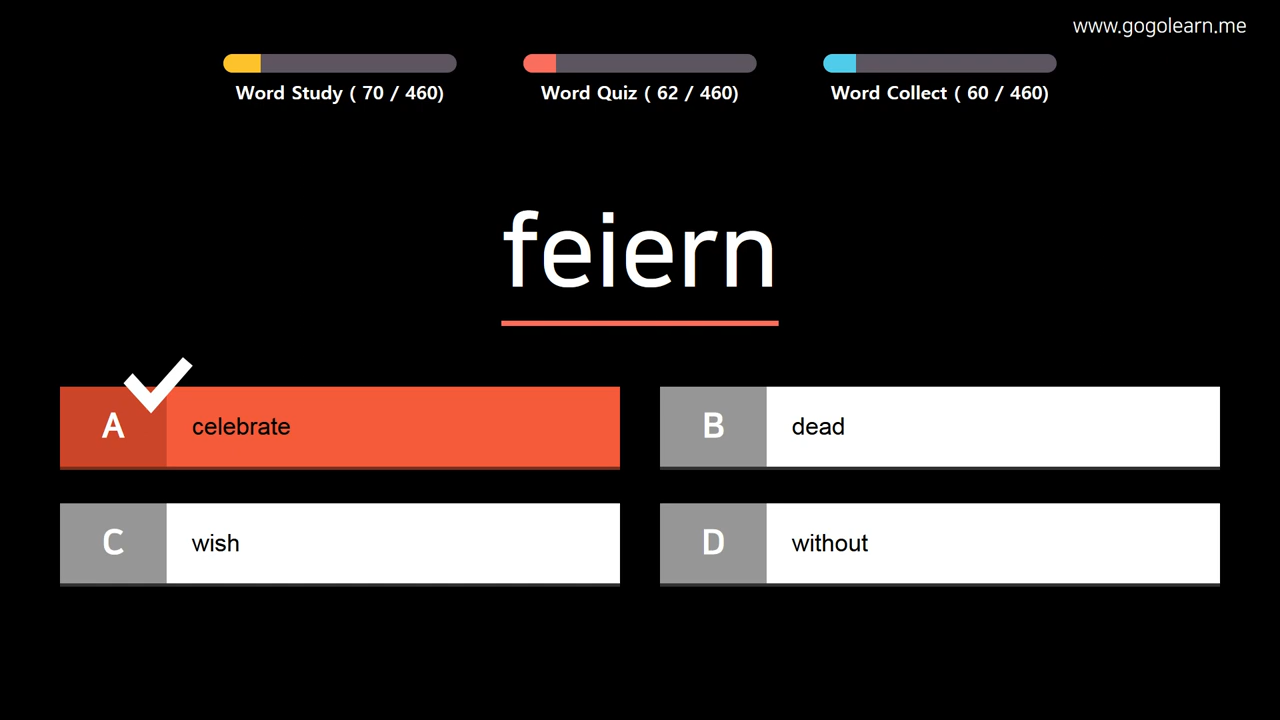 www.gogolearn.me
Word Study ( 70 / 460)
Word Quiz ( 62 / 460)
Word Collect ( 60 / 460)
feiern
A celebrate
B dead
C wish
D without